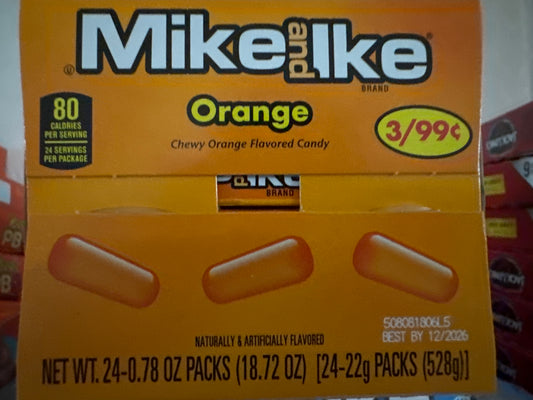 Mike and Ike®
BRAND
Orange
Chewy Orange Flavored Candy
80
CALORIES
PER SERVING
24 SERVINGS
PER PACKAGE
3/99¢
BRAND
NATURALLY & ARTIFICIALLY FLAVORED
508081806L5
BEST BY 12/2026
NET WT. 24-0.78 OZ PACKS (18.72 OZ) [24-22g PACKS (528g)]
PB